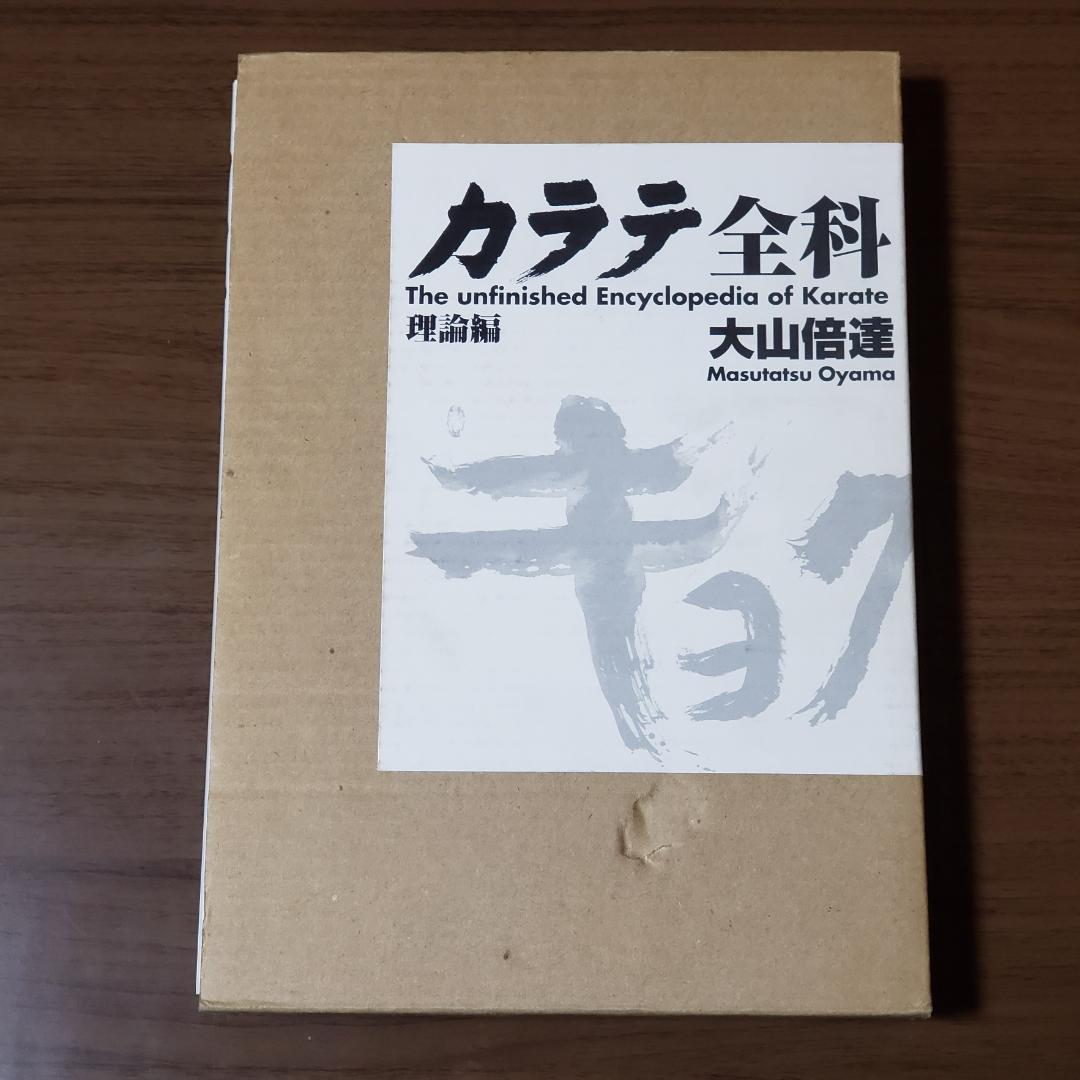 カラテ全科
The unfinished Encyclopedia of Karate
理論編
大山倍達
Masutatsu Oyama
キョク